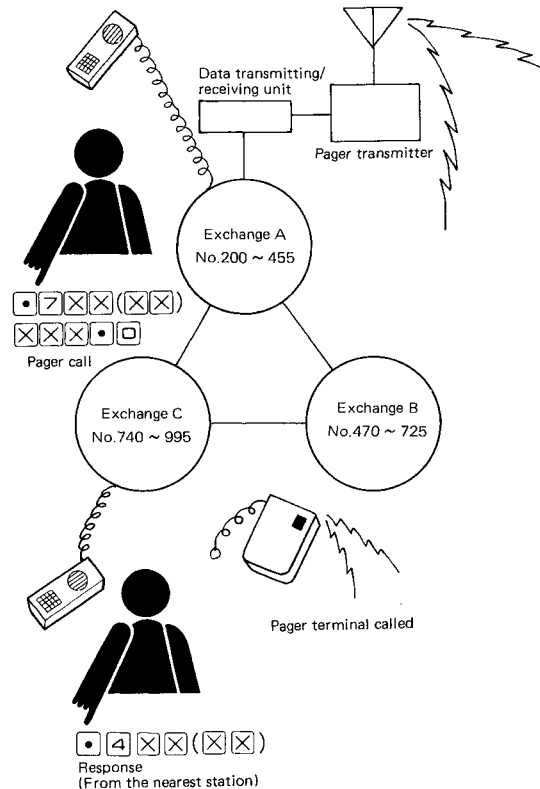 Data transmitting/
receiving unit
Pager transmitter
Exchange A
No.200 ~ 455
• 7 X X ( X X )
X X X • 0
Pager call
Exchange C
No.740 ~ 995
Exchange B
No.470 ~ 725
Pager terminal called
• 4 X X ( X X )
Response
(From the nearest station)